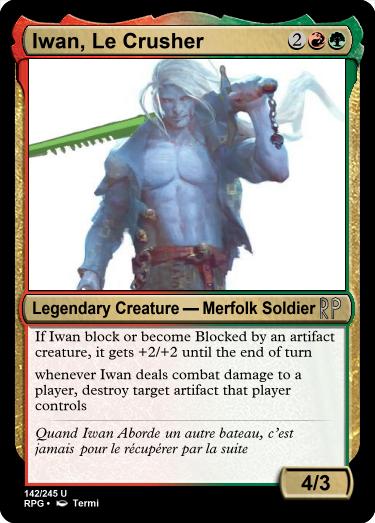 Iwan, Le Crusher 2
Legendary Creature — Merfolk Soldier RP
If Iwan block or become Blocked by an artifact
creature, it gets +2/+2 until the end of turn
whenever Iwan deals combat damage to a
player, destroy target artifact that player
controls
Quand Iwan Aborde un autre bateau, c'est
jamais pour le récupérer par la suite
4/3
142/245 U
RPG • Termi